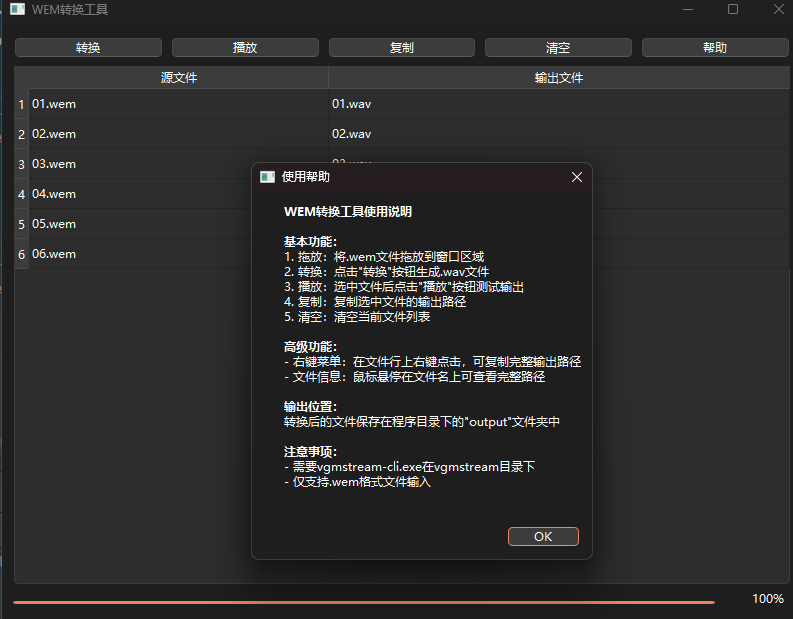 WEM转换工具
转换 播放 复制 清空 帮助
源文件 输出文件
1 01.wem 01.wav
2 02.wem 02.wav
3 03.wem
4 04.wem
5 05.wem
6 06.wem
使用帮助
WEM转换工具使用说明
基本功能：
1. 拖放：将.wem文件拖放到窗口区域
2. 转换：点击"转换"按钮生成.wav文件
3. 播放：选中文件后点击"播放"按钮测试输出
4. 复制：复制选中文件的输出路径
5. 清空：清空当前文件列表
高级功能：
- 右键菜单：在文件行上右键点击，可复制完整输出路径
- 文件信息：鼠标悬停在文件名上可查看完整路径
输出位置：
转换后的文件保存在程序目录下的"output"文件夹中
注意事项：
- 需要vgmstream-cli.exe在vgmstream目录下
- 仅支持.wem格式文件输入
OK
100%